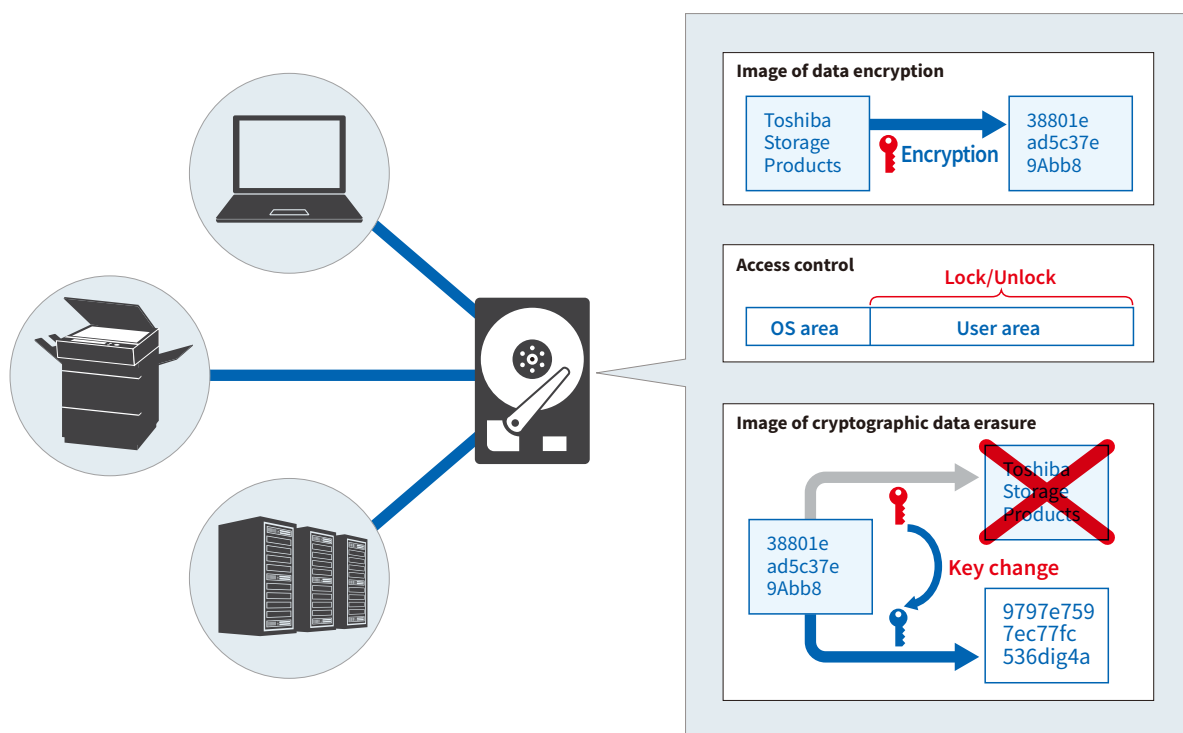 Image of data encryption
Toshiba
Storage
Products
Encryption
38801e
ad5c37e
9Abb8
Access control
Lock/Unlock
OS area
User area
Image of cryptographic data erasure
Toshiba
Storage
Products
38801e
ad5c37e
9Abb8
Key change
9797e759
7ec77fc
536dig4a